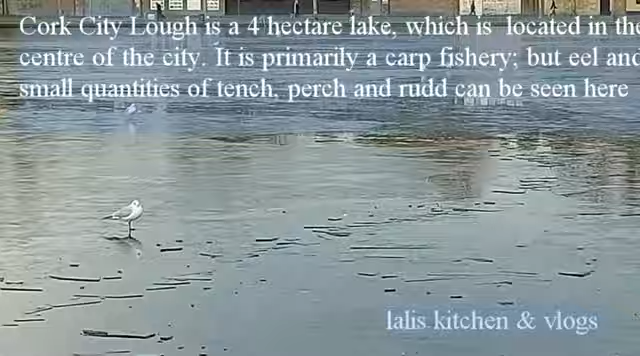 Cork City Lough is a 4 hectare lake, which is located in the
centre of the city. It is primarily a carp fishery; but eel and
small quantities of tench, perch and rudd can be seen here
lalis kitchen & vlogs